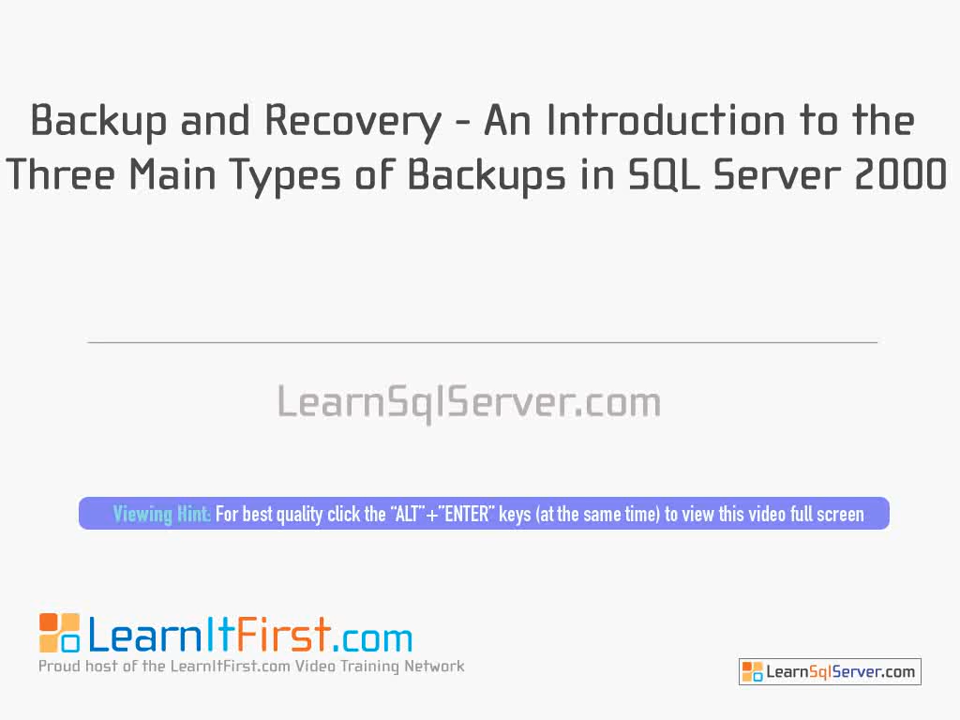 Backup and Recovery - An Introduction to the
Three Main Types of Backups in SQL Server 2000
LearnSqlServer.com
Viewing Hint: For best quality click the "ALT"+"ENTER" keys (at the same time) to view this video full screen
LearnItFirst.com
Proud host of the LearnItFirst.com Video Training Network
LearnSqlServer.com